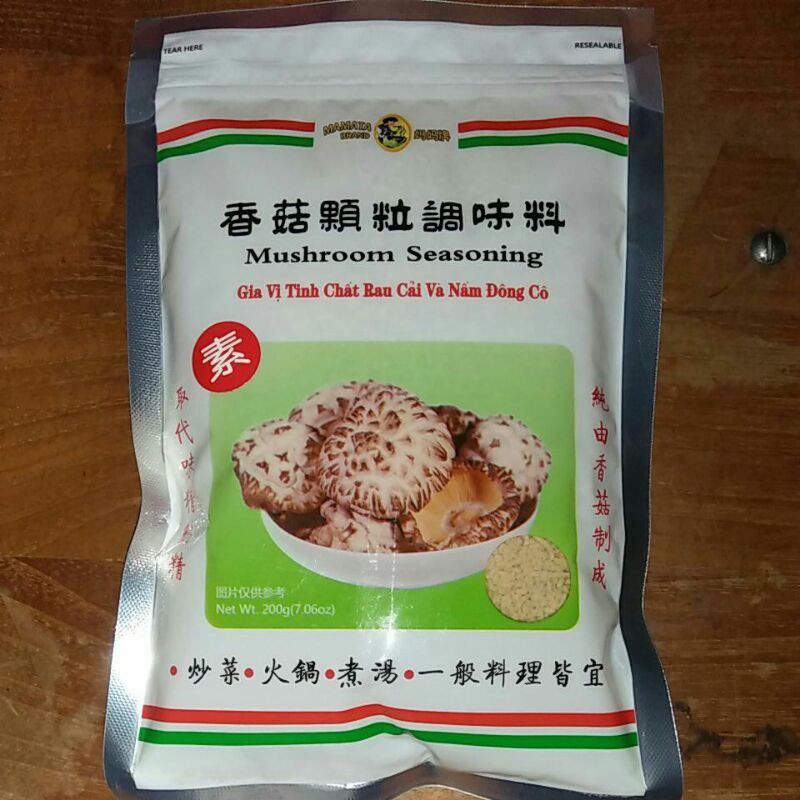 TEAR HERE
RESEALABLE
MAMATA
BRAND
妈妈牌
香菇顆粒調味料
Mushroom Seasoning
Gia Vị Tinh Chất Rau Cải Và Nấm Đông Cô
素
取代味精
純由香菇制成
图片仅供参考
Net Wt. 200g(7.06oz)
•炒菜•火鍋•煮湯•一般料理皆宜